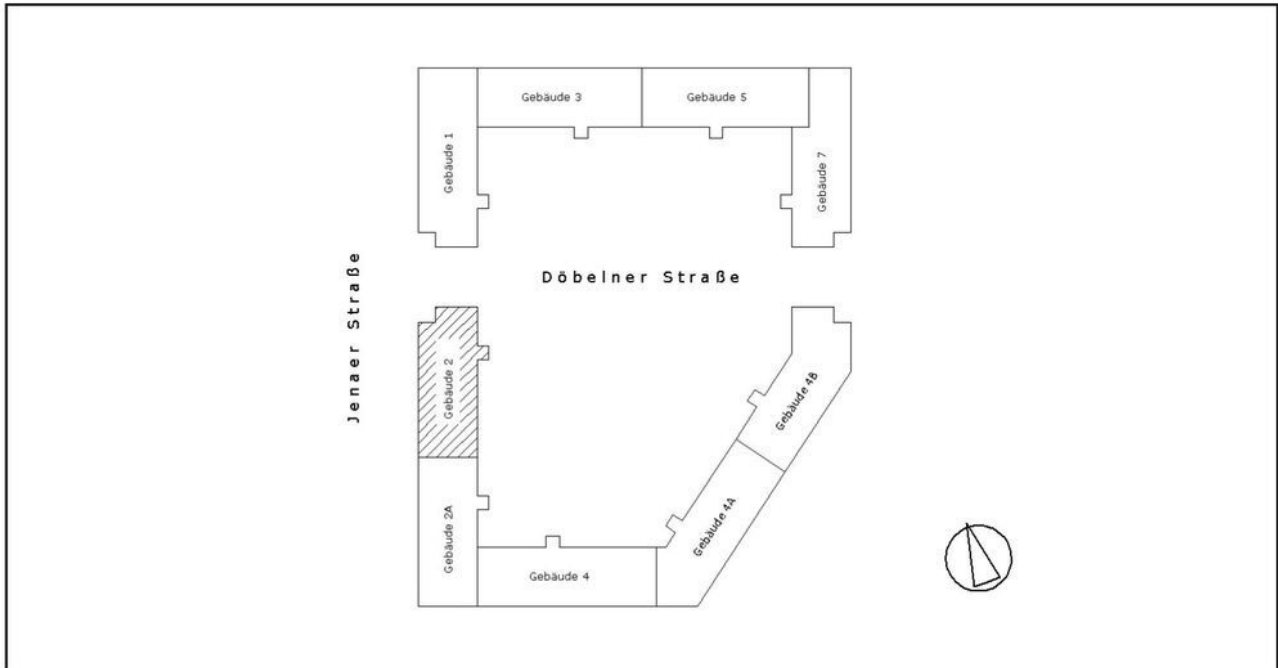 Gebäude 3
Gebäude 5
Gebäude 1
Gebäude 7
Döbelner Straße
Jenaer Straße
Gebäude 2
Gebäude 4B
Gebäude 2A
Gebäude 4A
Gebäude 4